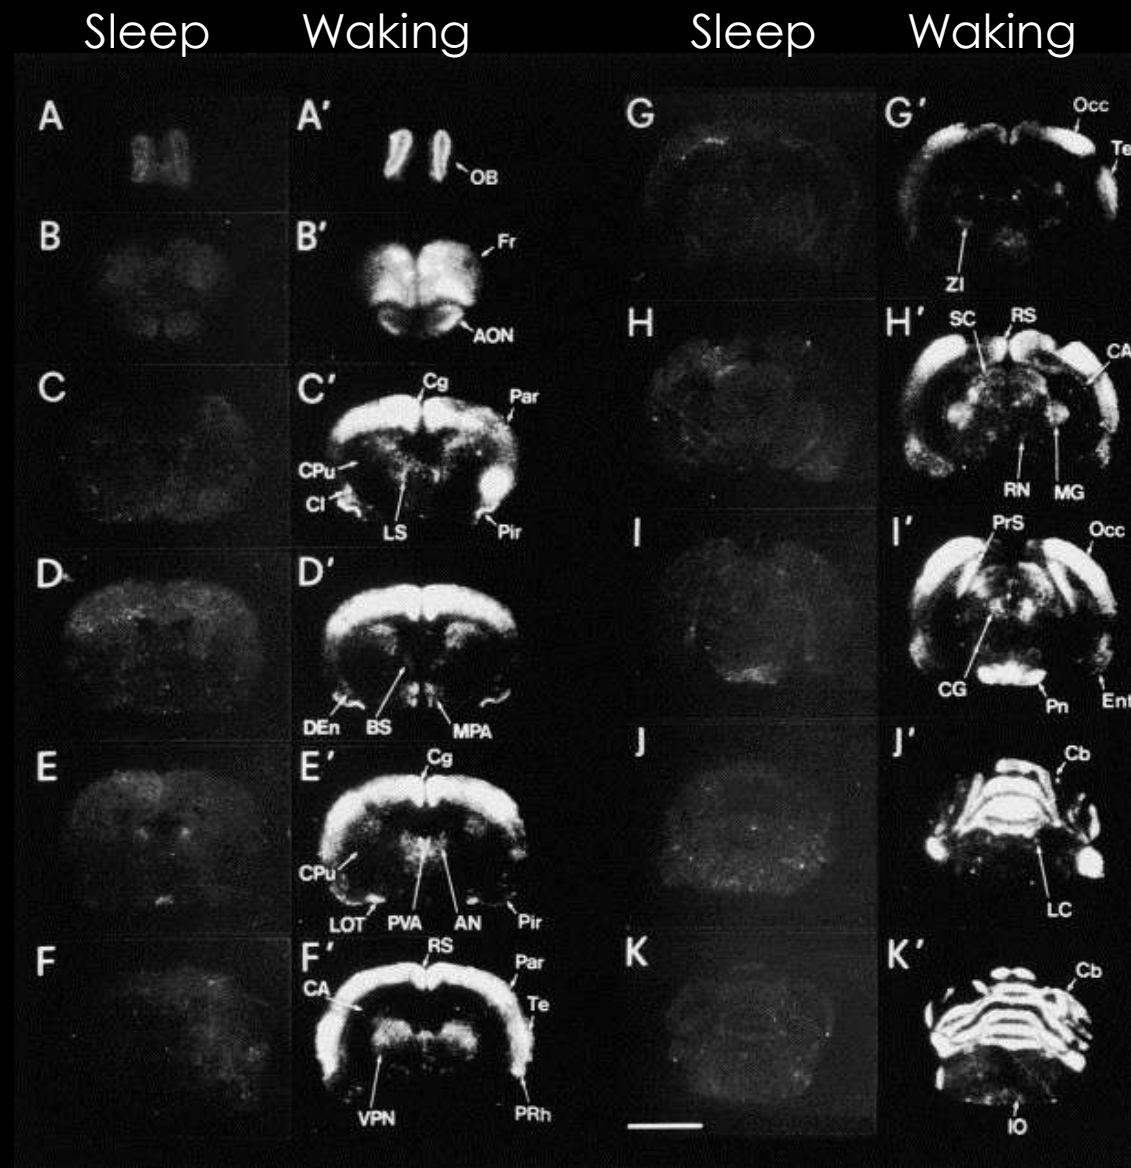 Sleep Waking Sleep Waking
A A'
OB
B B'
Fr
AON
C C'
Cg
Par
CPu
Cl
LS
Pir
D D'
DEn
BS
MPA
E E'
Cg
CPu
LOT
PVA
AN
Pir
F F'
RS
CA
Par
Te
VPN
PRh
G G'
Occ
Te
ZI
H H'
SC
RS
CA
RN
MG
I I'
PrS
Occ
CG
Pn
Ent
J J'
Cb
LC
K K'
Cb
IO